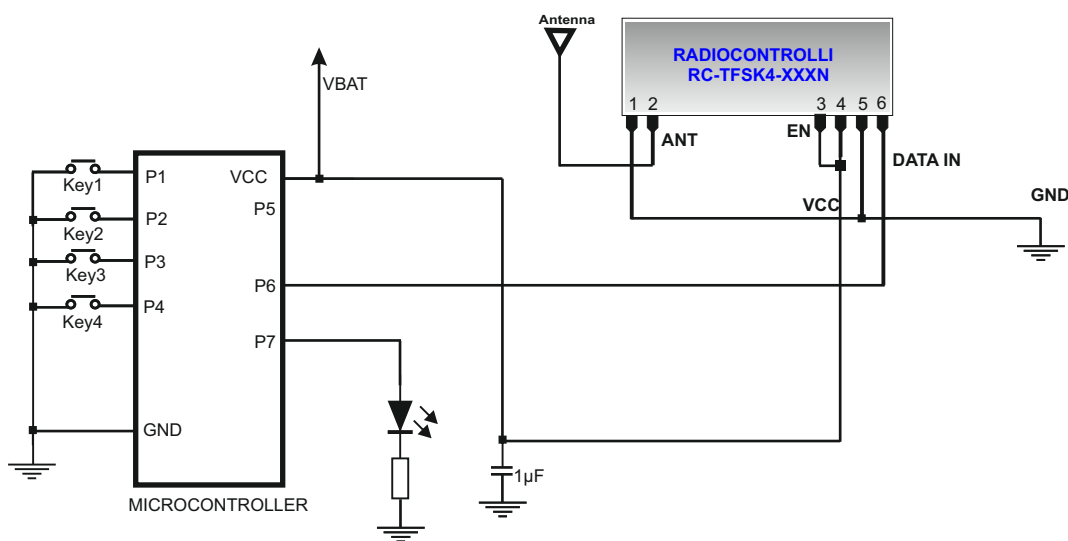 Antenna
RADIOCONTROLLI
RC-TFSK4-XXXN
1 2 3 4 5 6
ANT
EN
DATA IN
VCC
GND
VBAT
Key1
P1
VCC
P5
Key2
P2
Key3
P3
P6
Key4
P4
P7
GND
1µF
MICROCONTROLLER